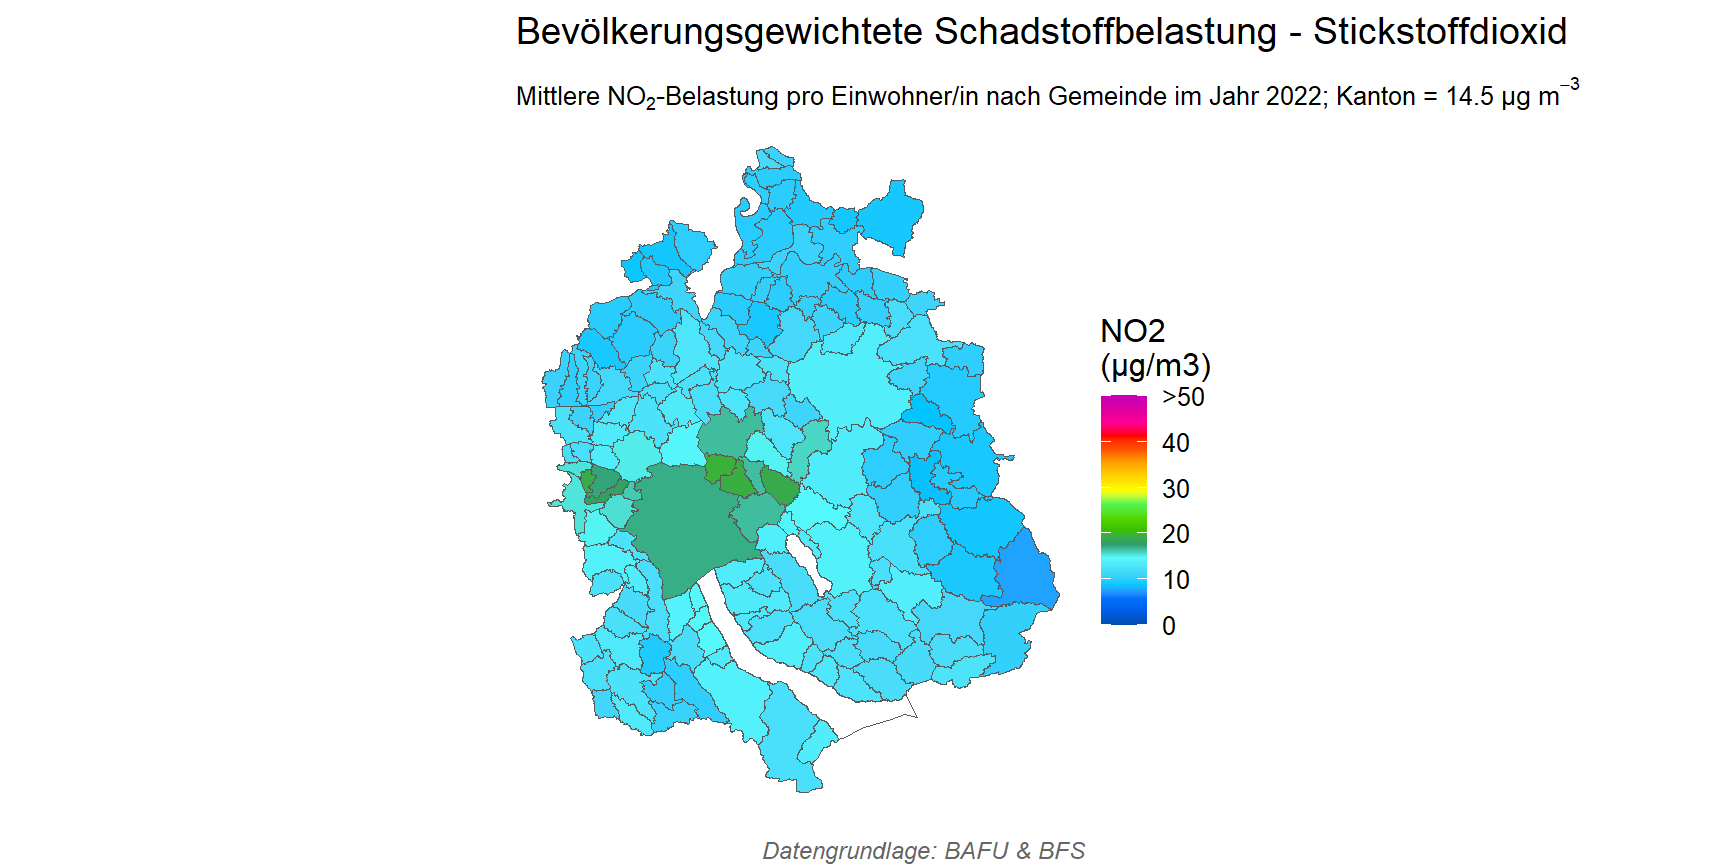 Bevölkerungsgewichtete Schadstoffbelastung - Stickstoffdioxid
Mittlere NO₂-Belastung pro Einwohner/in nach Gemeinde im Jahr 2022; Kanton = 14.5 µg m⁻³
NO2
(µg/m3)
>50
40
30
20
10
0
Datengrundlage: BAFU & BFS